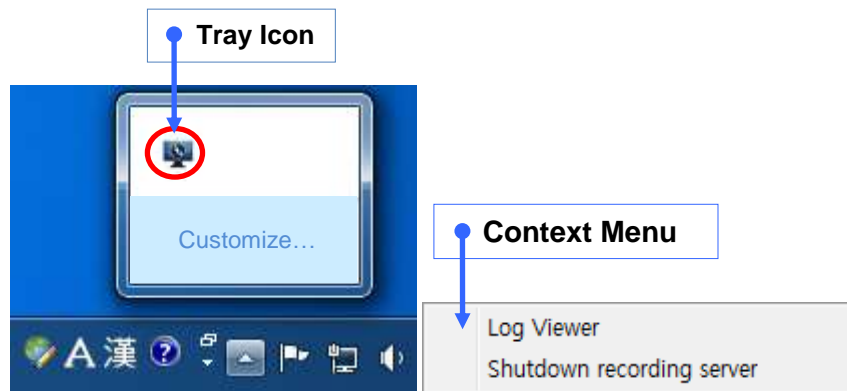 Tray Icon
Customize…
Context Menu
A 漢 ?
Log Viewer
Shutdown recording server